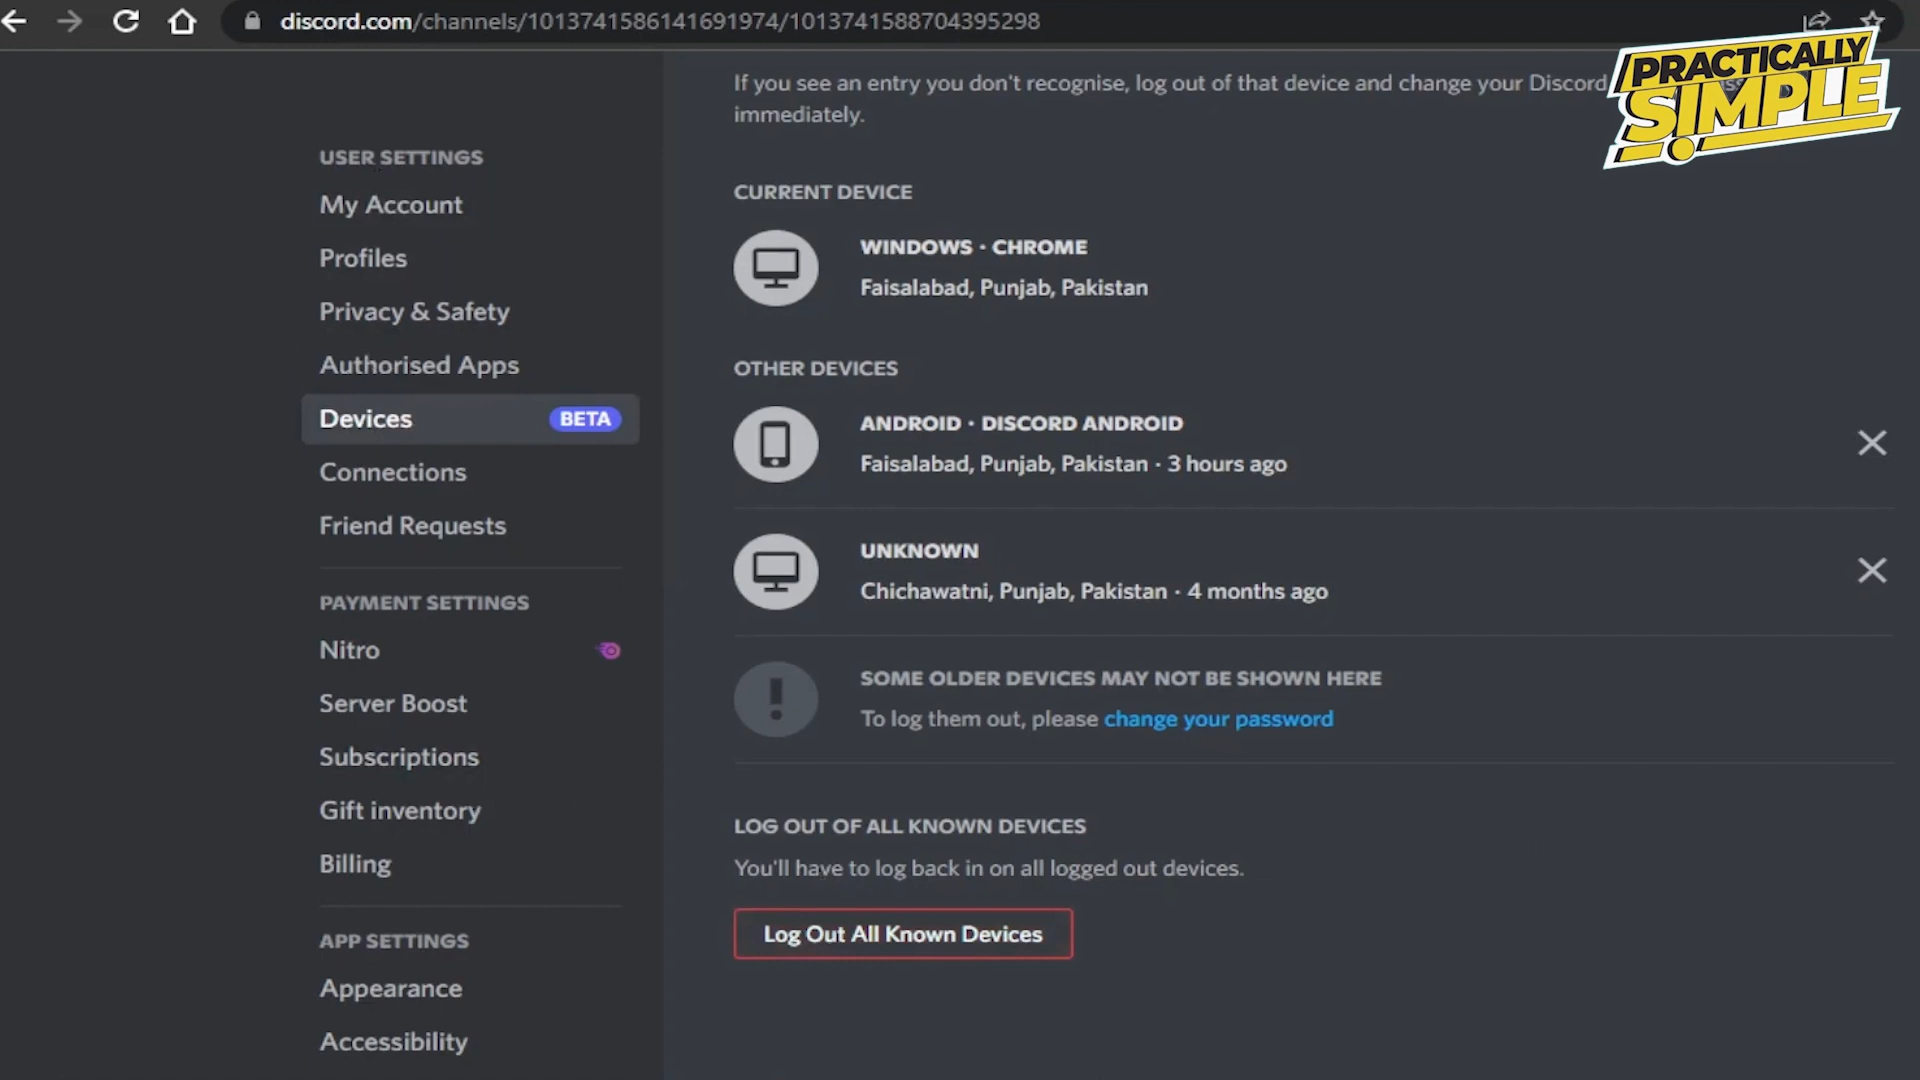 discord.com/channels/1013741586141691974/1013741588704395298
PRACTICALLY
SIMPLE
If you see an entry you don't recognise, log out of that device and change your Discord
immediately.
USER SETTINGS
My Account
Profiles
Privacy & Safety
Authorised Apps
Devices BETA
Connections
Friend Requests
PAYMENT SETTINGS
Nitro
Server Boost
Subscriptions
Gift inventory
Billing
APP SETTINGS
Appearance
Accessibility
CURRENT DEVICE
WINDOWS · CHROME
Faisalabad, Punjab, Pakistan
OTHER DEVICES
ANDROID · DISCORD ANDROID
Faisalabad, Punjab, Pakistan · 3 hours ago
UNKNOWN
Chichawatni, Punjab, Pakistan · 4 months ago
SOME OLDER DEVICES MAY NOT BE SHOWN HERE
To log them out, please change your password
LOG OUT OF ALL KNOWN DEVICES
You'll have to log back in on all logged out devices.
Log Out All Known Devices